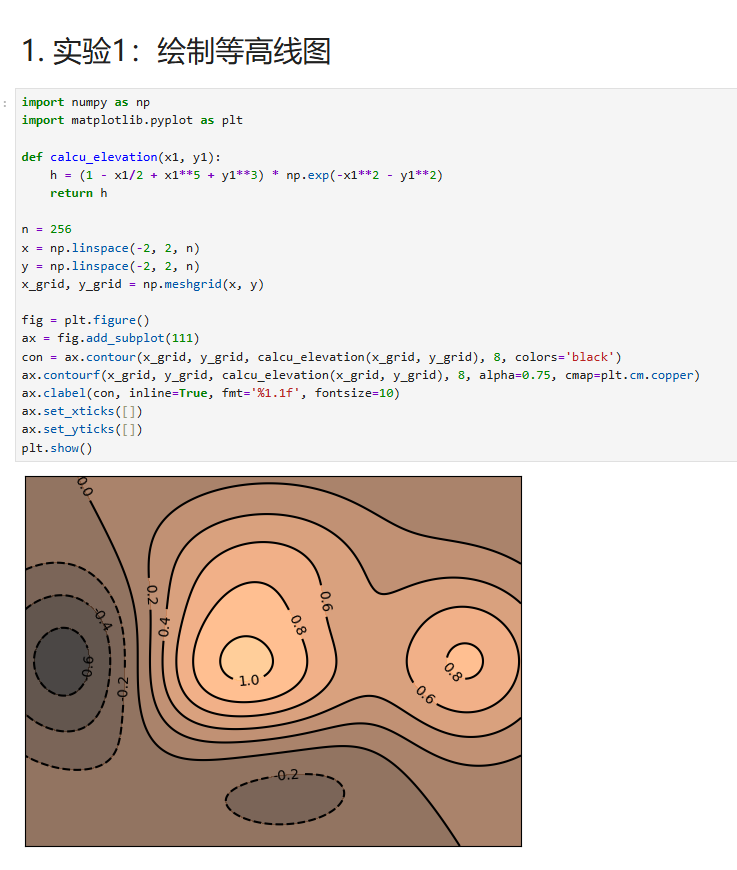 1. 实验1：绘制等高线图
:
import numpy as np
import matplotlib.pyplot as plt
def calcu_elevation(x1, y1):
    h = (1 - x1/2 + x1**5 + y1**3) * np.exp(-x1**2 - y1**2)
    return h
n = 256
x = np.linspace(-2, 2, n)
y = np.linspace(-2, 2, n)
x_grid, y_grid = np.meshgrid(x, y)
fig = plt.figure()
ax = fig.add_subplot(111)
con = ax.contour(x_grid, y_grid, calcu_elevation(x_grid, y_grid), 8, colors='black')
ax.contourf(x_grid, y_grid, calcu_elevation(x_grid, y_grid), 8, alpha=0.75, cmap=plt.cm.copper)
ax.clabel(con, inline=True, fmt='%1.1f', fontsize=10)
ax.set_xticks([])
ax.set_yticks([])
plt.show()
0.0
0.2
0.6
-0.4
0.4
0.8
-0.6
0.8
1.0
-0.2
0.6
-0.2